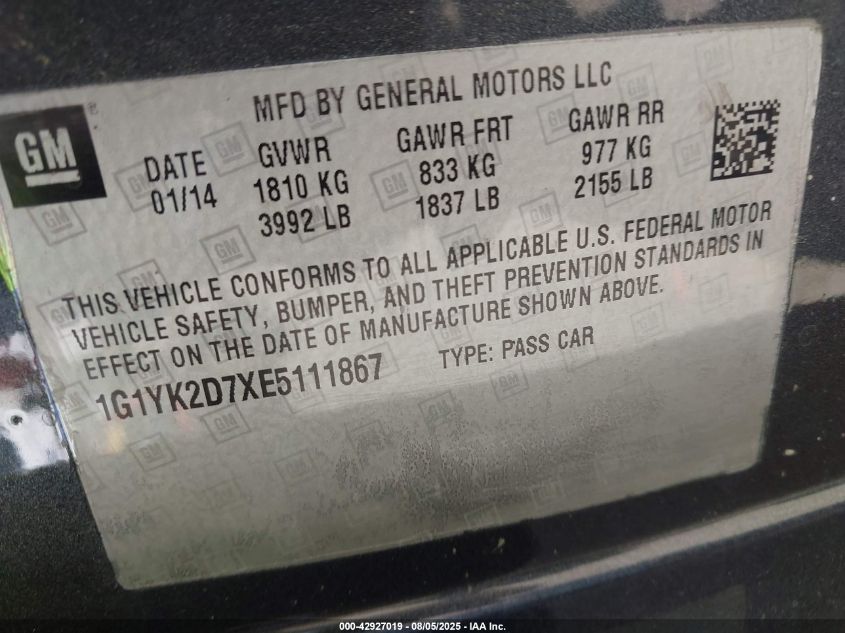 MFD BY GENERAL MOTORS LLC
GM
®
DATE GVWR GAWR FRT GAWR RR
01/14 1810 KG 833 KG 977 KG
3992 LB 1837 LB 2155 LB
THIS VEHICLE CONFORMS TO ALL APPLICABLE U.S. FEDERAL MOTOR
VEHICLE SAFETY, BUMPER, AND THEFT PREVENTION STANDARDS IN
EFFECT ON THE DATE OF MANUFACTURE SHOWN ABOVE.
1G1YK2D7XE5111867 TYPE: PASS CAR
000-42927019 - 08/05/2025 - IAA Inc.